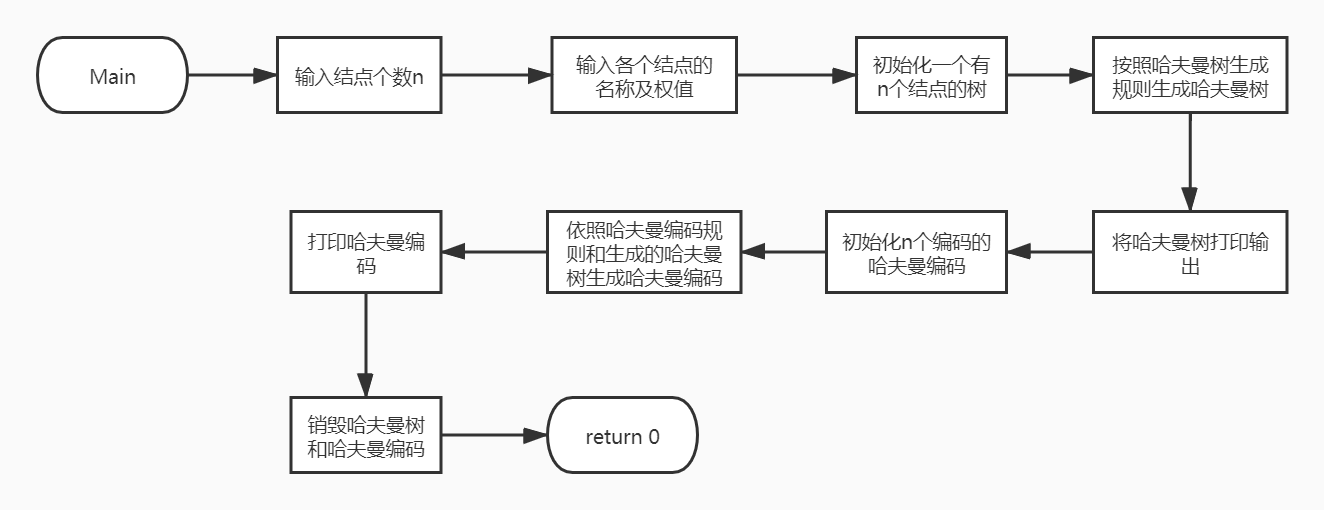 Main
输入结点个数n
输入各个结点的
名称及权值
初始化一个有
n个结点的树
按照哈夫曼树生成
规则生成哈夫曼树
将哈夫曼树打印输
出
初始化n个编码的
哈夫曼编码
依照哈夫曼编码规
则和生成的哈夫曼
树生成哈夫曼编码
打印哈夫曼编
码
销毁哈夫曼树
和哈夫曼编码
return 0